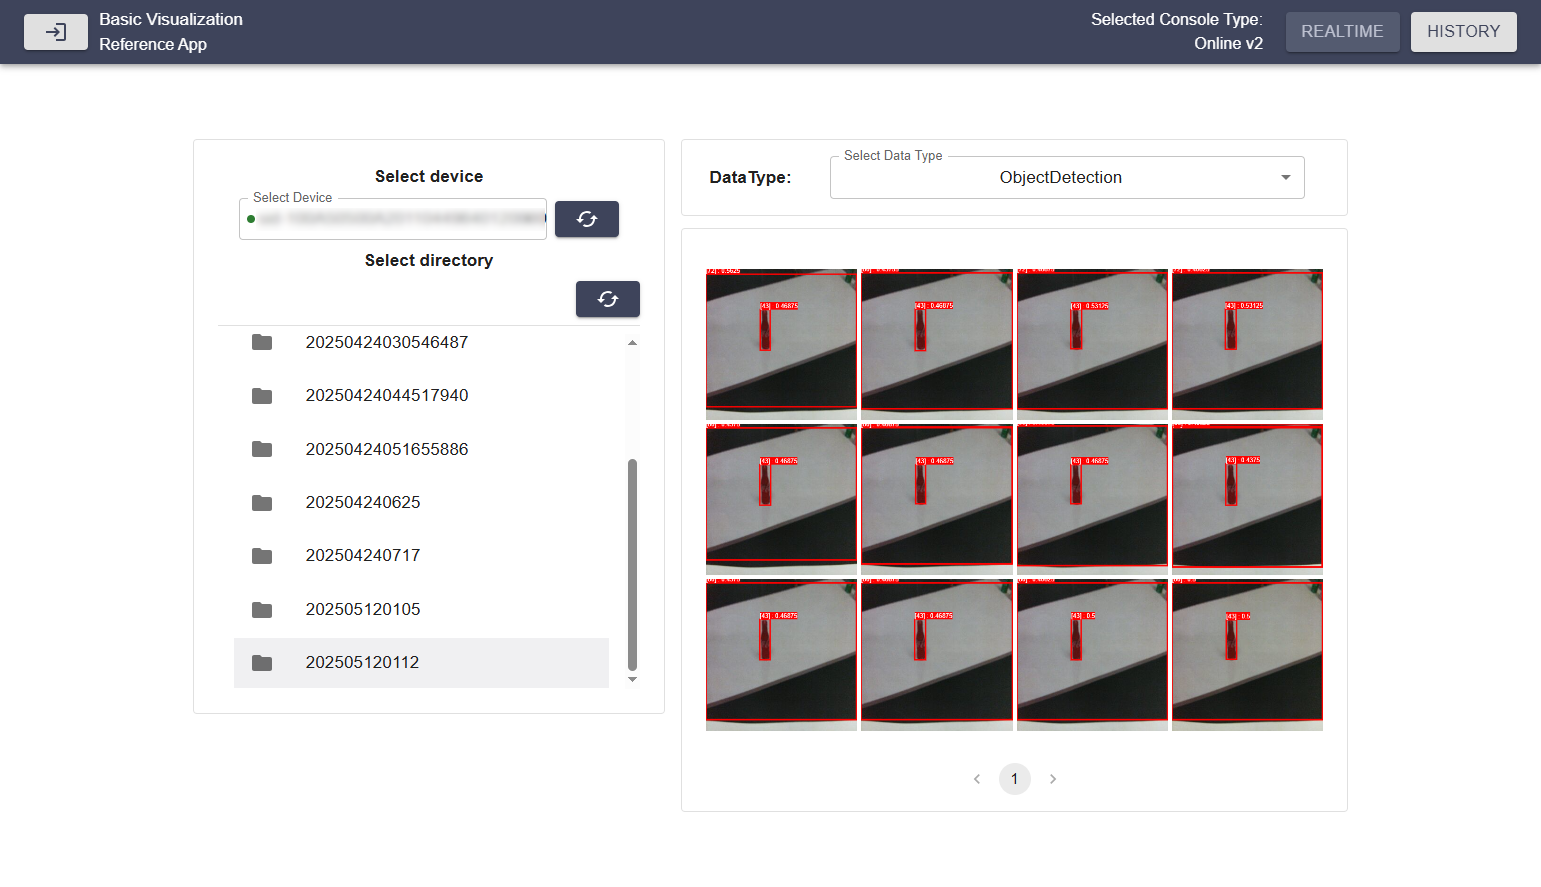 Basic Visualization
Reference App
Selected Console Type:
Online v2
REALTIME
HISTORY
Select device
Select Device
Select directory
20250424030546487
20250424044517940
20250424051655886
202504240625
202504240717
202505120105
202505120112
DataType:
Select Data Type
ObjectDetection
[43] : 0.46875
[43] : 0.46875
[43] : 0.53125
[43] : 0.53125
[43] : 0.46875
[43] : 0.46875
[43] : 0.46875
[43] : 0.4375
[43] : 0.46875
[43] : 0.46875
[43] : 0.5
[43] : 0.5
1